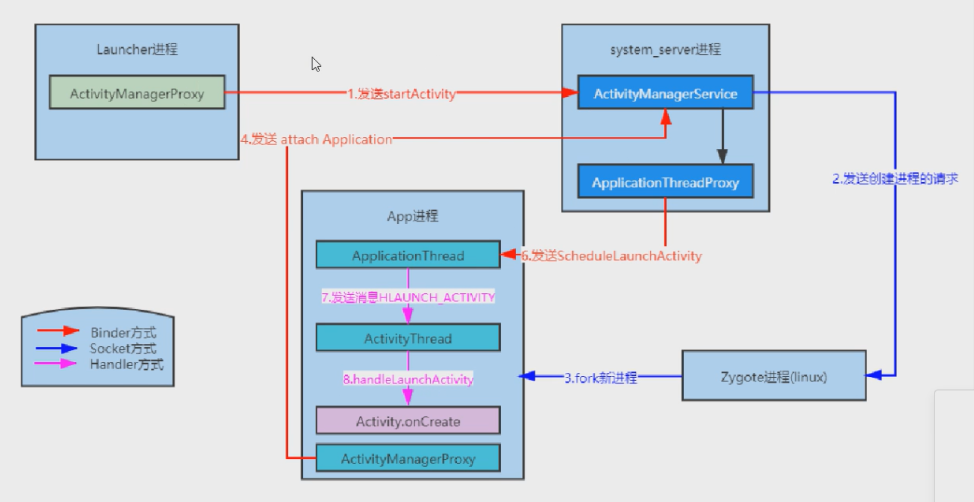 Launcher进程
ActivityManagerProxy
system_server进程
ActivityManagerService
ApplicationThreadProxy
1.发送startActivity
4.发送 attach Application
2.发送创建进程的请求
App进程
ApplicationThread
6.发送ScheduleLaunchActivity
7.发送消息HLAUNCH_ACTIVITY
ActivityThread
8.handleLaunchActivity
Activity.onCreate
ActivityManagerProxy
3.fork新进程
Zygote进程(linux)
Binder方式
Socket方式
Handler方式